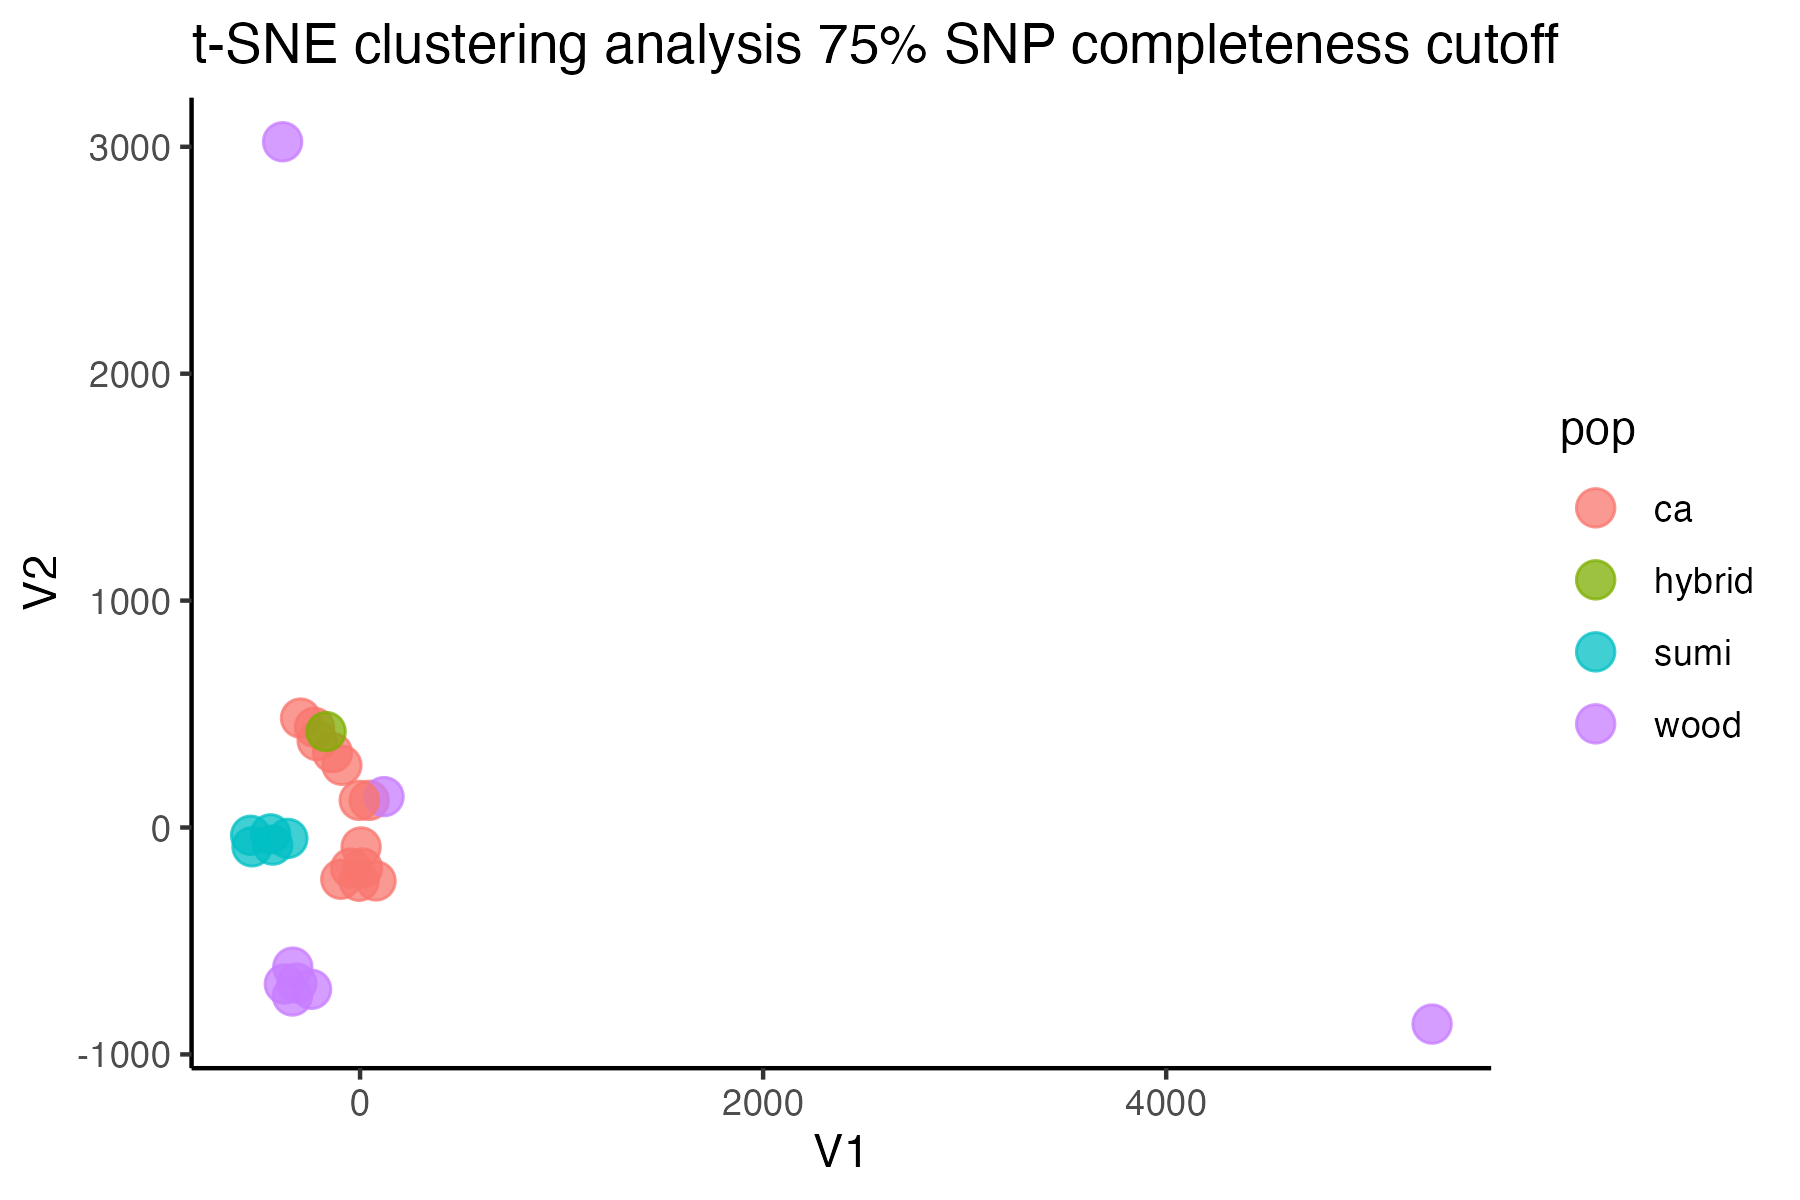 t-SNE clustering analysis 75% SNP completeness cutoff
3000
2000
1000
0
-1000
V2
0
2000
4000
V1
pop
ca
hybrid
sumi
wood